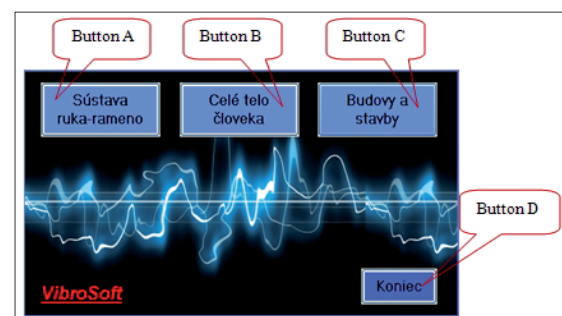 Button A
Button B
Button C
Sústava
ruka-rameno
Celé telo
človeka
Budovy a
stavby
Button D
Koniec
VibroSoft